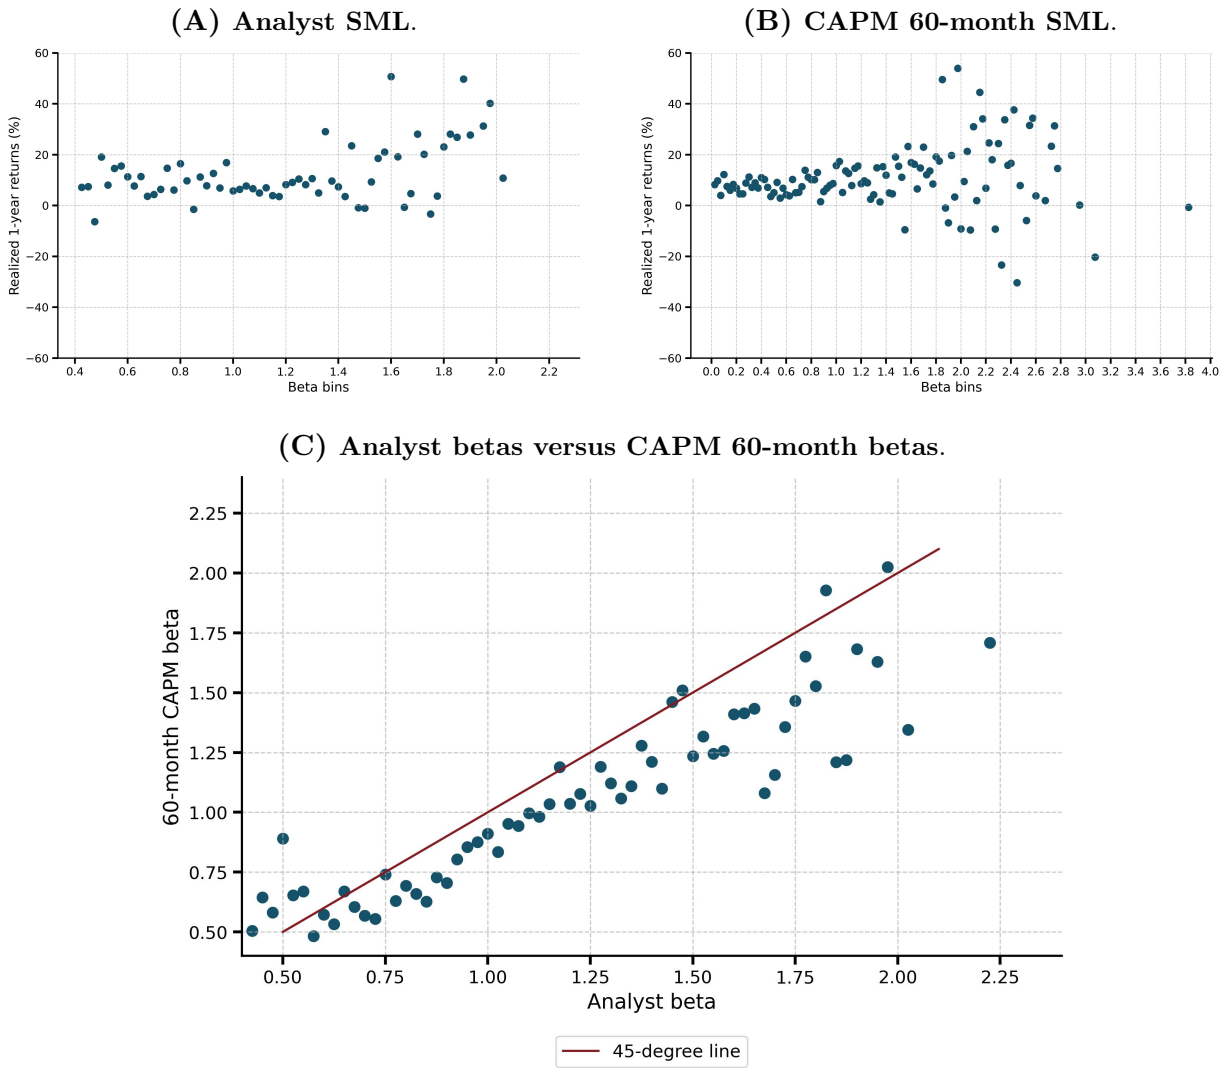 (A) Analyst SML.
(B) CAPM 60-month SML.
60
40
20
0
−20
−40
−60
Realized 1-year returns (%)
0.4 0.6 0.8 1.0 1.2 1.4 1.6 1.8 2.0 2.2
Beta bins
60
40
20
0
−20
−40
−60
Realized 1-year returns (%)
0.0 0.2 0.4 0.6 0.8 1.0 1.2 1.4 1.6 1.8 2.0 2.2 2.4 2.6 2.8 3.2 3.4 3.6 3.8 4.0
Beta bins
(C) Analyst betas versus CAPM 60-month betas.
2.25
2.00
1.75
1.50
1.25
1.00
0.75
0.50
60-month CAPM beta
0.50 0.75 1.00 1.25 1.50 1.75 2.00 2.25
Analyst beta
45-degree line